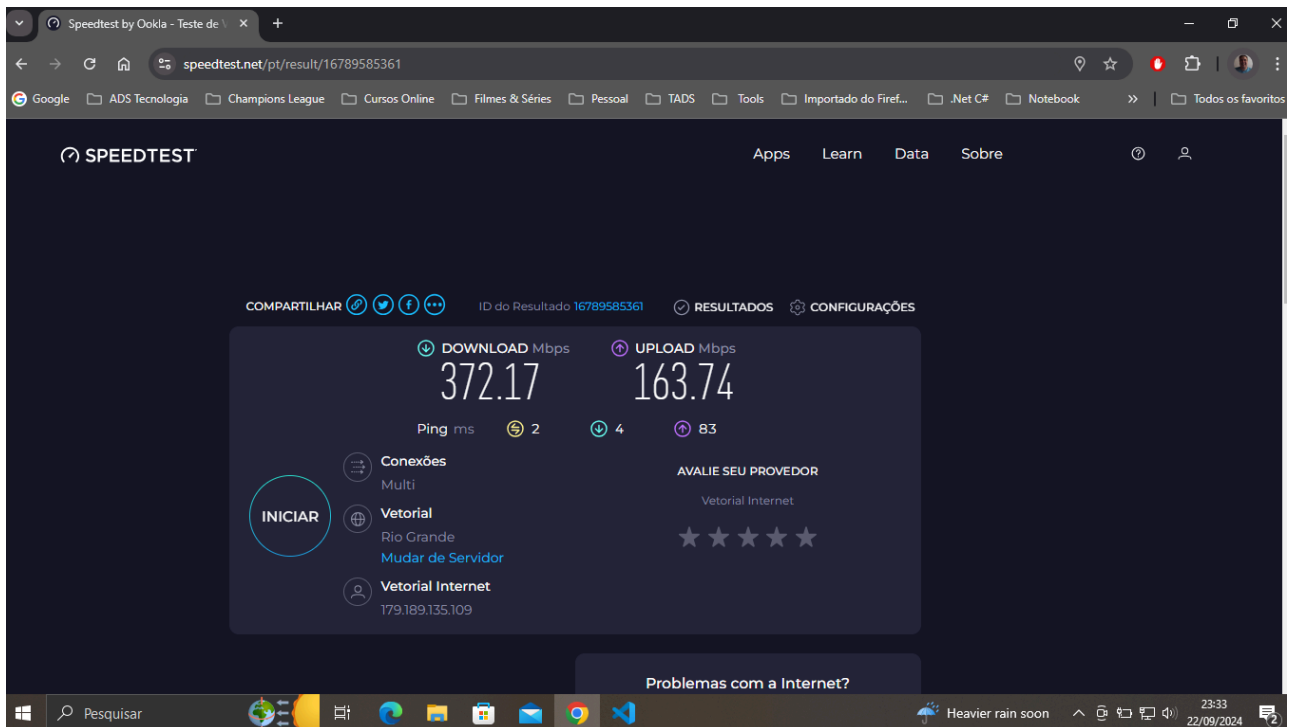 Speedtest by Ookla - Teste de V
speedtest.net/pt/result/16789585361
Google ADS Tecnologia Champions League Cursos Online Filmes & Séries Pessoal TADS Tools Importado do Firef... .Net C# Notebook » Todos os favoritos
SPEEDTEST Apps Learn Data Sobre
COMPARTILHAR ID do Resultado 16789585361 RESULTADOS CONFIGURAÇÕES
DOWNLOAD Mbps UPLOAD Mbps
372.17 163.74
Ping ms 2 4 83
Conexões
Multi
AVALIE SEU PROVEDOR
Vetorial Internet
INICIAR
Vetorial
Rio Grande
Mudar de Servidor
Vetorial Internet
179.189.135.109
Problemas com a Internet?
Pesquisar Heavier rain soon 23:33
22/09/2024 2